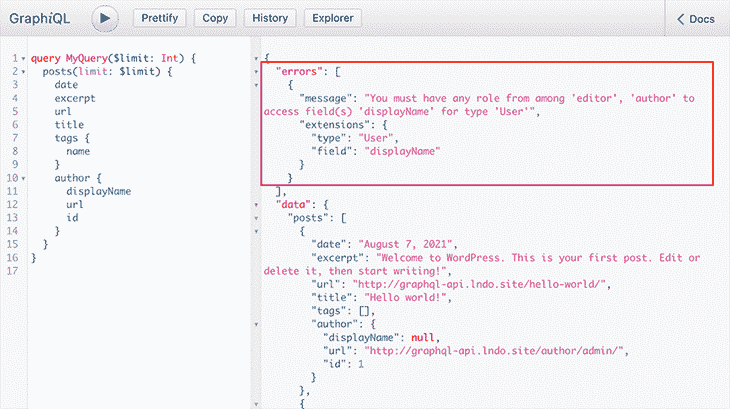 GraphiQL Prettify Copy History Explorer Docs
1 query MyQuery($limit: Int) {
2 posts(limit: $limit) {
3 date
4 excerpt
5 url
6 title
7 tags {
8 name
9 }
10 author {
11 displayName
12 url
13 id
14 }
15 }
16 }
17
{
"errors": [
{
"message": "You must have any role from among 'editor', 'author' to
access field(s) 'displayName' for type 'User'",
"extensions": {
"type": "User",
"field": "displayName"
}
}
],
"data": {
"posts": [
{
"date": "August 7, 2021",
"excerpt": "Welcome to WordPress. This is your first post. Edit or
delete it, then start writing!",
"url": "http://graphql-api.lndo.site/hello-world/",
"title": "Hello world!",
"tags": [],
"author": {
"displayName": null,
"url": "http://graphql-api.lndo.site/author/admin/",
"id": 1
}
},
{